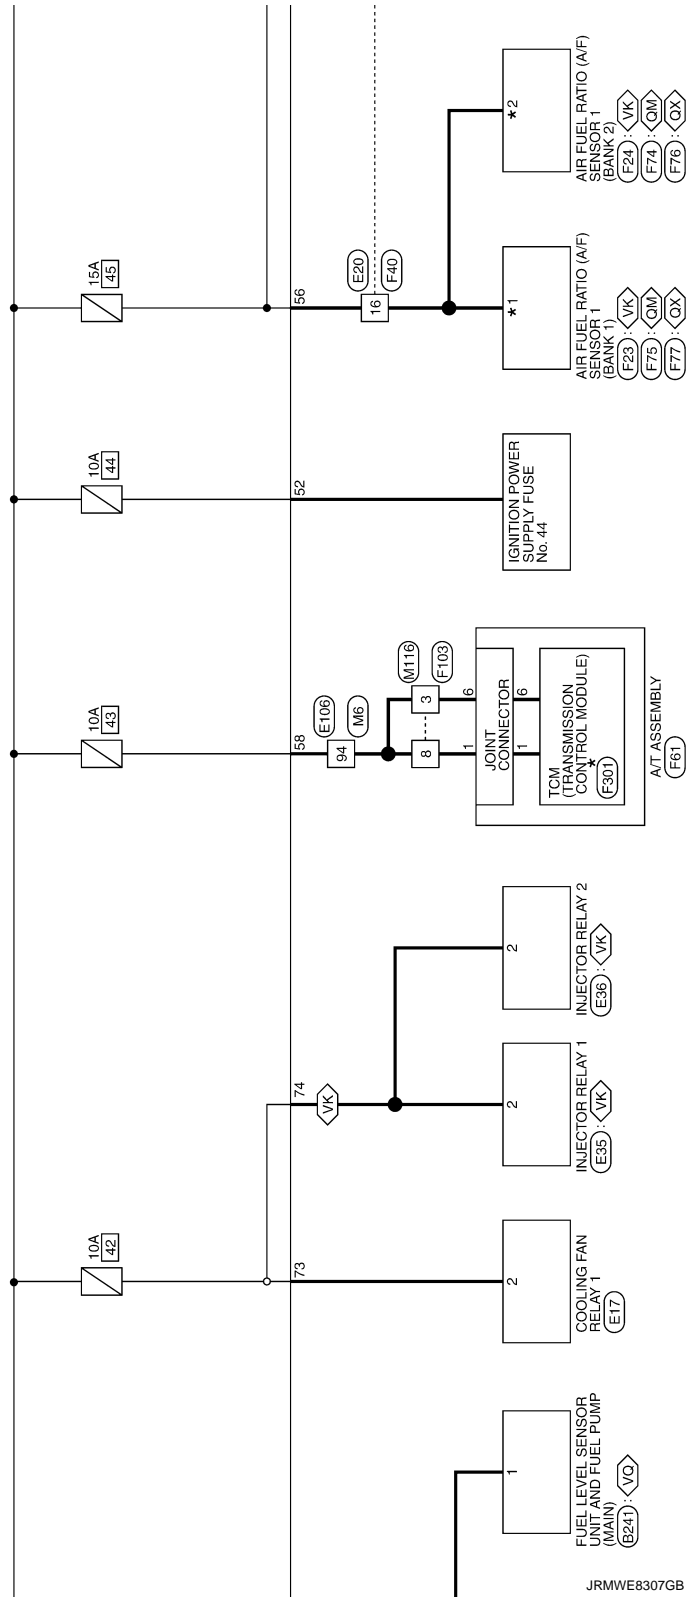 15A
45
56
E20
16
F40
*2
AIR FUEL RATIO (A/F)
SENSOR 1
(BANK 2)
F24 : VK
F74 : QM
F76 : QX
*1
AIR FUEL RATIO (A/F)
SENSOR 1
(BANK 1)
F23 : VK
F75 : QM
F77 : QX
10A
44
52
IGNITION POWER
SUPPLY FUSE
No. 44
10A
43
58
E106
94
M6
M116
3
8
F103
1
6
JOINT
CONNECTOR
1
6
TCM
(TRANSMISSION
CONTROL MODULE)
*
F301
A/T ASSEMBLY
F61
2
INJECTOR RELAY 2
E36 : VK
74
VK
2
INJECTOR RELAY 1
E35 : VK
10A
42
73
2
COOLING FAN
RELAY 1
E17
1
FUEL LEVEL SENSOR
UNIT AND FUEL PUMP
(MAIN)
B241 : VQ
JRMWE8307GB